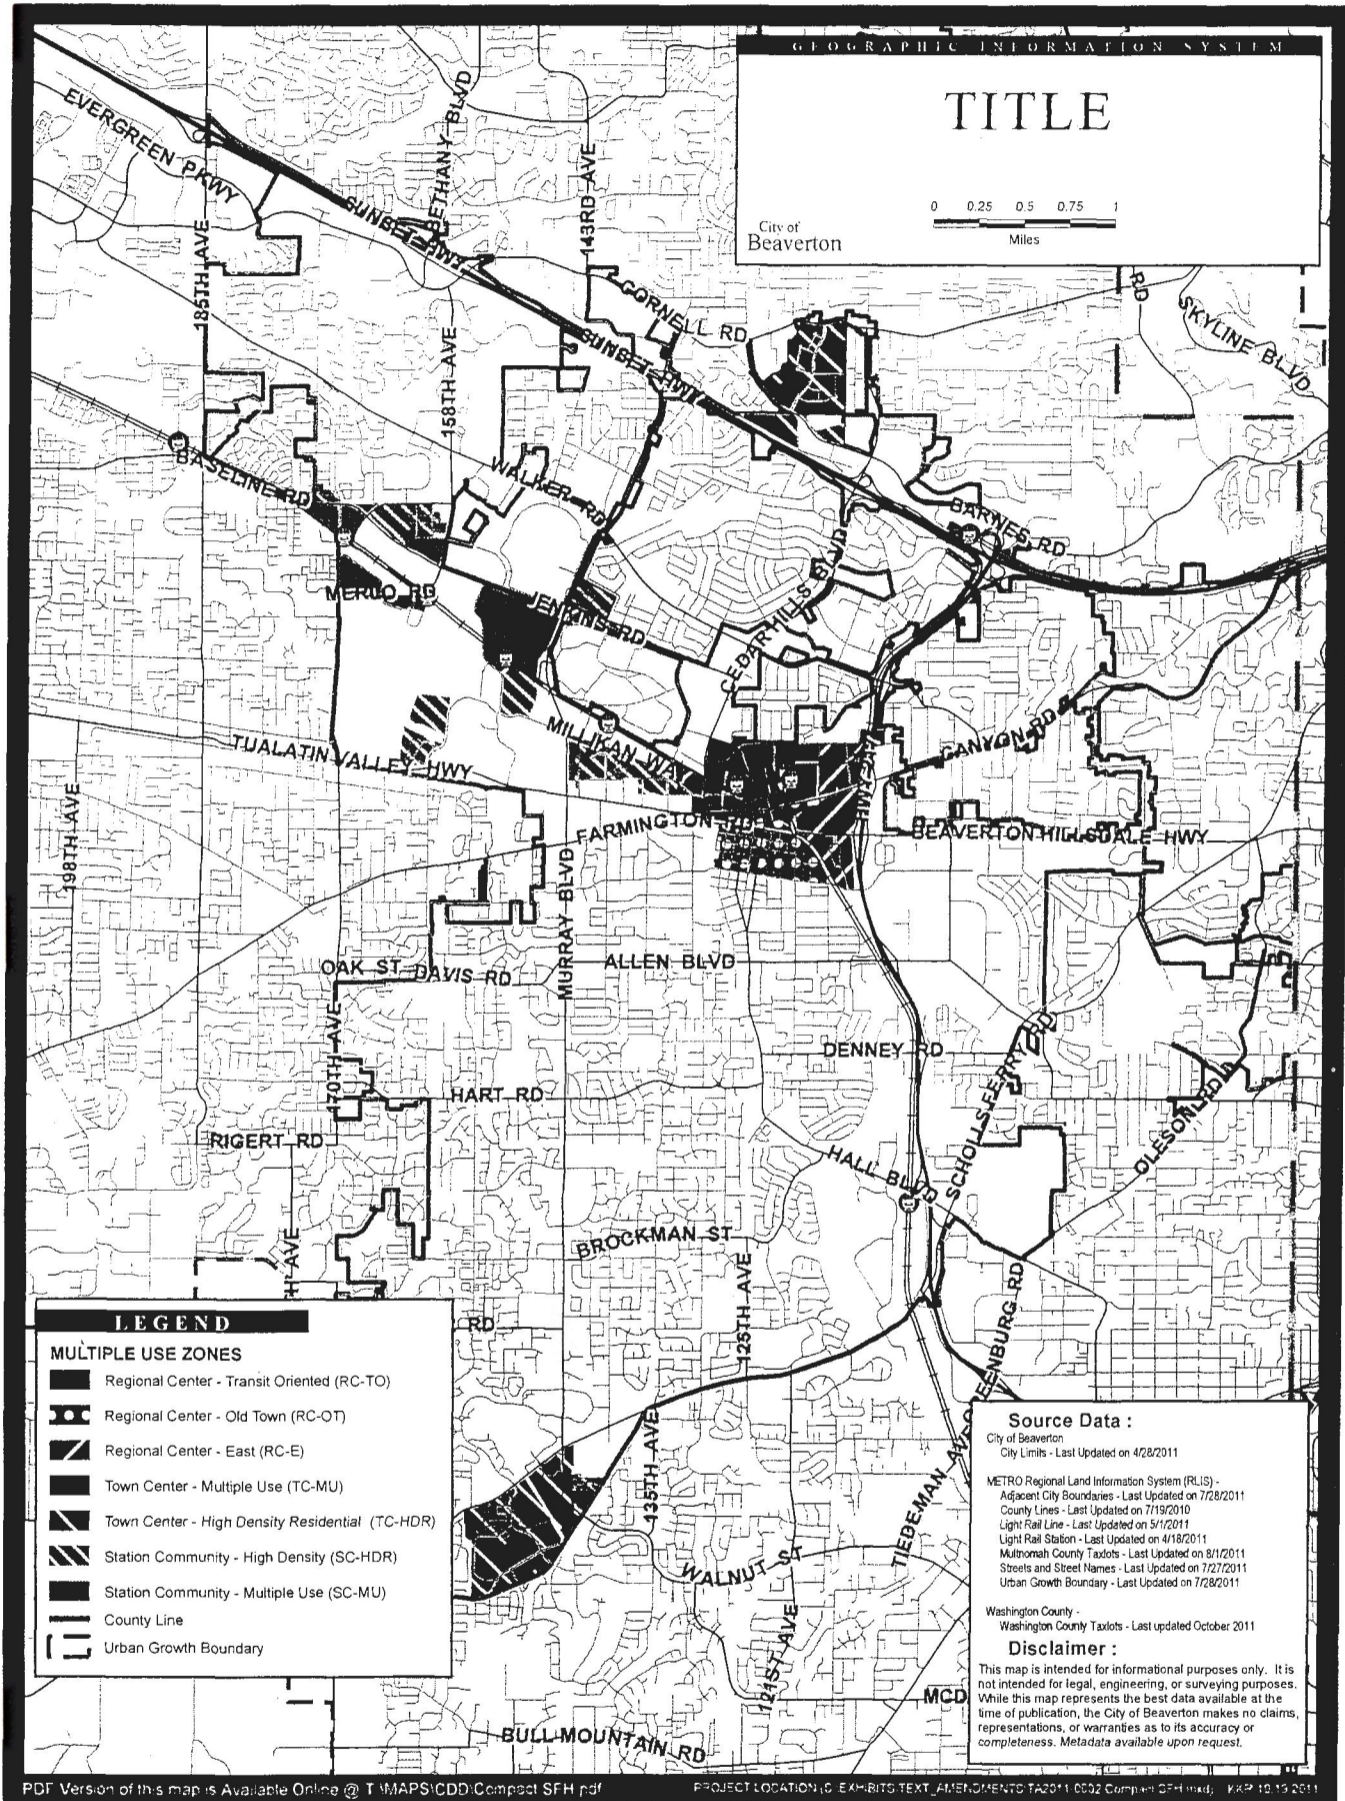 GEOGRAPHIC INFORMATION SYSTEM
TITLE
City of
Beaverton
0 0.25 0.5 0.75 1
Miles
EVERGREEN PKWY
BETHANY BLVD
143RD AVE
SUNSET HWY
185TH AVE
CORNELL RD
RD
SKYLINE BLVD
SUNSET HWY
158TH AVE
BASELINE RD
WALKER RD
BARNES RD
MERLO RD
JENKINS RD
CEDAR HILLS BLVD
MILLIKAN WAY
CANYON RD
TUALATIN VALLEY HWY
198TH AVE
FARMINGTON RD
BEAVERTON HILLSDALE HWY
MURRAY BLVD
OAK ST
DAVIS RD
ALLEN BLVD
170TH AVE
DENNEY RD
SCHOLLS FERRY RD
HART RD
RIGERT RD
OLESON RD
HALL BLVD
BROCKMAN ST
125TH AVE
GREENBURG RD
RD
135TH AVE
TIEDEMAN AVE
WALNUT ST
121ST AVE
MCD
BULL MOUNTAIN RD
LEGEND
MULTIPLE USE ZONES
Regional Center - Transit Oriented (RC-TO)
Regional Center - Old Town (RC-OT)
Regional Center - East (RC-E)
Town Center - Multiple Use (TC-MU)
Town Center - High Density Residential (TC-HDR)
Station Community - High Density (SC-HDR)
Station Community - Multiple Use (SC-MU)
County Line
Urban Growth Boundary
Source Data :
City of Beaverton
City Limits - Last Updated on 4/28/2011
METRO Regional Land Information System (RLIS) -
Adjacent City Boundaries - Last Updated on 7/28/2011
County Lines - Last Updated on 7/19/2010
Light Rail Line - Last Updated on 5/1/2011
Light Rail Station - Last Updated on 4/18/2011
Multnomah County Taxlots - Last Updated on 8/1/2011
Streets and Street Names - Last Updated on 7/27/2011
Urban Growth Boundary - Last Updated on 7/28/2011
Washington County -
Washington County Taxlots - Last updated October 2011
Disclaimer :
This map is intended for informational purposes only. It is
not intended for legal, engineering, or surveying purposes.
While this map represents the best data available at the
time of publication, the City of Beaverton makes no claims,
representations, or warranties as to its accuracy or
completeness. Metadata available upon request.
PDF Version of this map is Available Online @ T:\MAPS\CDD\Compact SFH pdf
PROJECT LOCATION